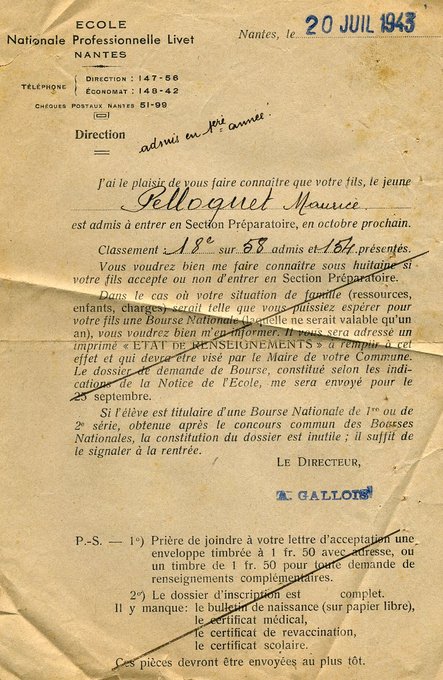 ECOLE
Nationale Professionnelle Livet
NANTES
TÉLÉPHONE
DIRECTION : 147-56
ÉCONOMAT : 148-42
CHÈQUES POSTAUX NANTES 51-99
Nantes, le 20 JUIL 1943
Direction
admis en 1ère année!
J'ai le plaisir de vous faire connaître que votre fils, le jeune
Pelloquet Maurice
est admis à entrer en Section Préparatoire, en octobre prochain.
Classement : 18e sur 58 admis et 154 présentés.
Vous voudrez bien me faire connaître sous huitaine si
votre fils accepte ou non d'entrer en Section Préparatoire.
Dans le cas où votre situation de famille (ressources,
enfants, charges) serait telle que vous puissiez espérer pour
votre fils une Bourse Nationale (laquelle ne serait valable qu'un
an), vous voudrez bien m'en informer. Il vous sera adressé un
imprimé « ETAT DE RENSEIGNEMENTS » à remplir à cet
effet et qui devra être visé par le Maire de votre Commune.
Le dossier de demande de Bourse, constitué selon les indi-
cations de la Notice de l'Ecole, me sera envoyé pour le
25 septembre.
Si l'élève est titulaire d'une Bourse Nationale de 1re ou de
2e série, obtenue après le concours commun des Bourses
Nationales, la constitution du dossier est inutile ; il suffit de
le signaler à la rentrée.
LE DIRECTEUR,
A. GALLOIS
P.-S. — 1o) Prière de joindre à votre lettre d'acceptation une
enveloppe timbrée à 1 fr. 50 avec adresse, ou
un timbre de 1 fr. 50 pour toute demande de
renseignements complémentaires.
2o) Le dossier d'inscription est complet.
Il y manque : le bulletin de naissance (sur papier libre),
le certificat médical,
le certificat de revaccination,
le certificat scolaire.
Ces pièces devront être envoyées au plus tôt.